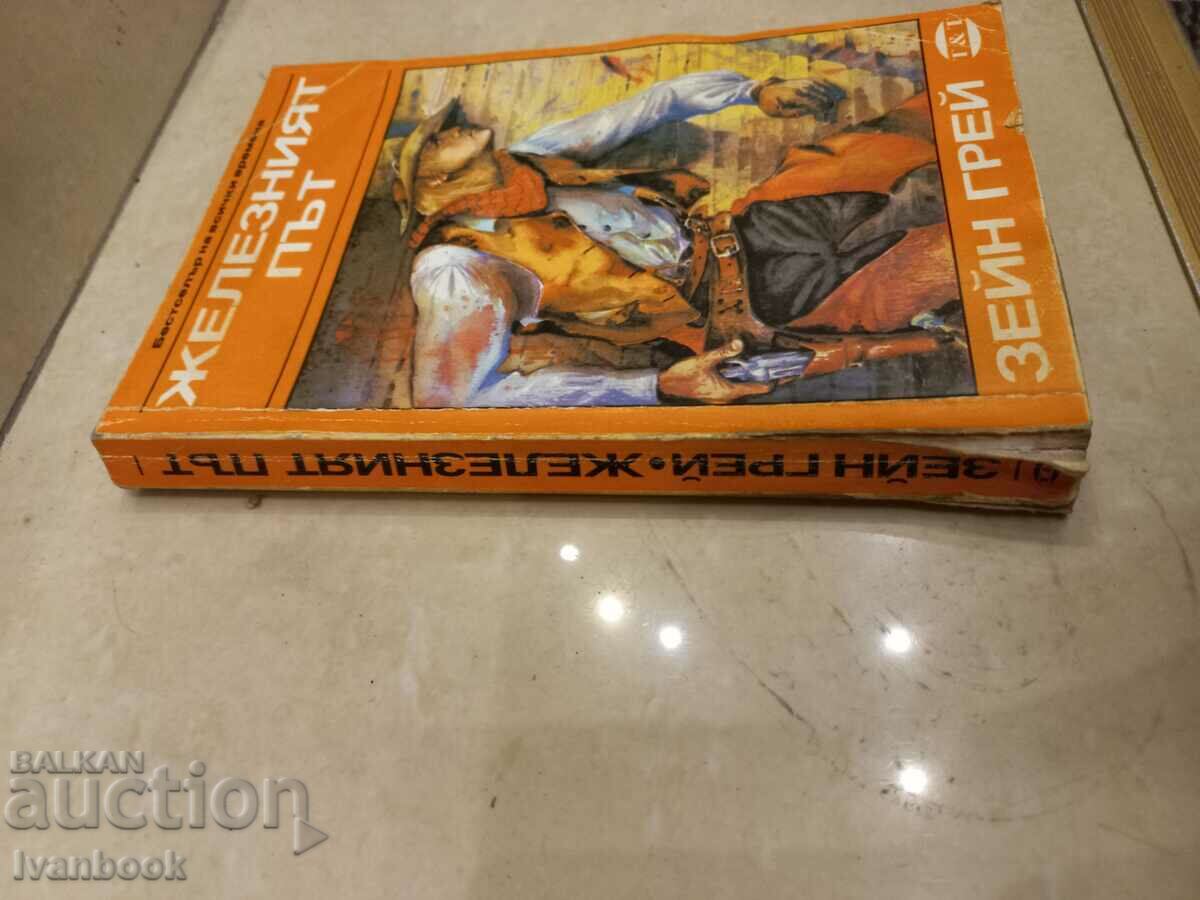 ЗЕЙН ГРЕЙ
Бестселър на всички времена
ЖЕЛЕЗНИЯТ
ПЪТ
ЗЕЙН ГРЕЙ • ЖЕЛЕЗНИЯТ ПЪТ
BALKAN
auction
Ivanbook